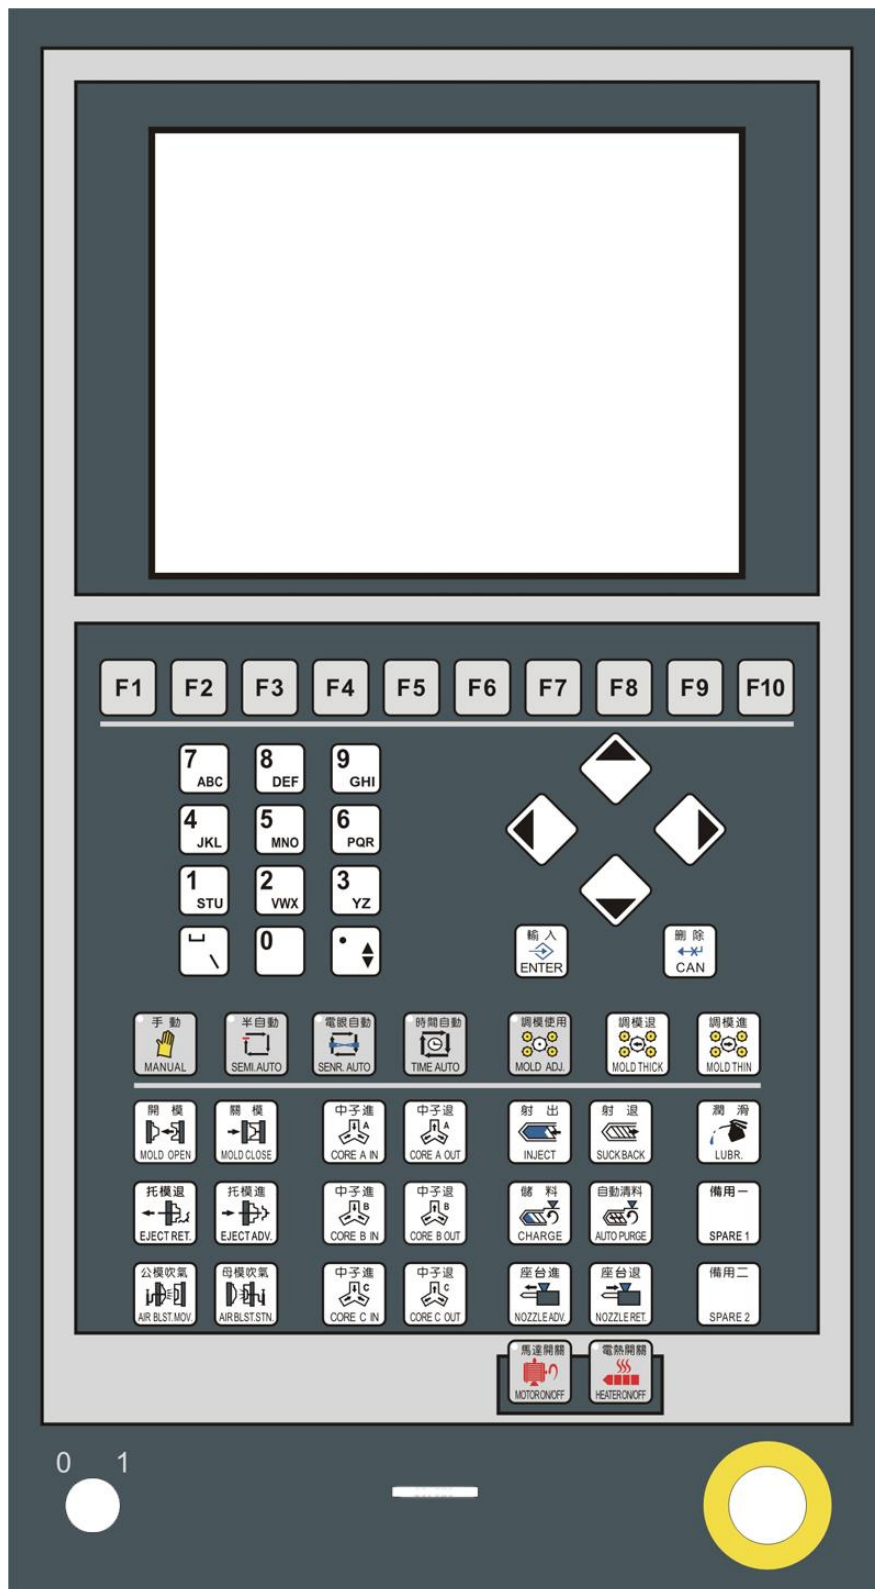 F1 F2 F3 F4 F5 F6 F7 F8 F9 F10
7 ABC
8 DEF
9 GHI
4 JKL
5 MNO
6 PQR
1 STU
2 VWX
3 YZ
0
輸入
ENTER
刪除
CAN
手動
MANUAL
半自動
SEMI.AUTO
電眼自動
SENR. AUTO
時間自動
TIME AUTO
調模使用
MOLD ADJ.
調模退
MOLD THICK
調模進
MOLD THIN
開模
MOLD OPEN
關模
MOLD CLOSE
中子進
A
CORE A IN
中子退
A
CORE A OUT
射出
INJECT
射退
SUCK BACK
潤滑
LUBR.
托模退
EJECT RET.
托模進
EJECT ADV.
中子進
B
CORE B IN
中子退
B
CORE B OUT
儲料
CHARGE
自動清料
AUTO PURGE
備用一
SPARE 1
公模吹氣
AIR BLST. MOV.
母模吹氣
AIR BLST.STN.
中子進
C
CORE C IN
中子退
C
CORE C OUT
座台進
NOZZLE ADV.
座台退
NOZZLE RET.
備用二
SPARE 2
馬達開關
MOTOR ON/OFF
電熱開關
HEATER ON/OFF
0 1